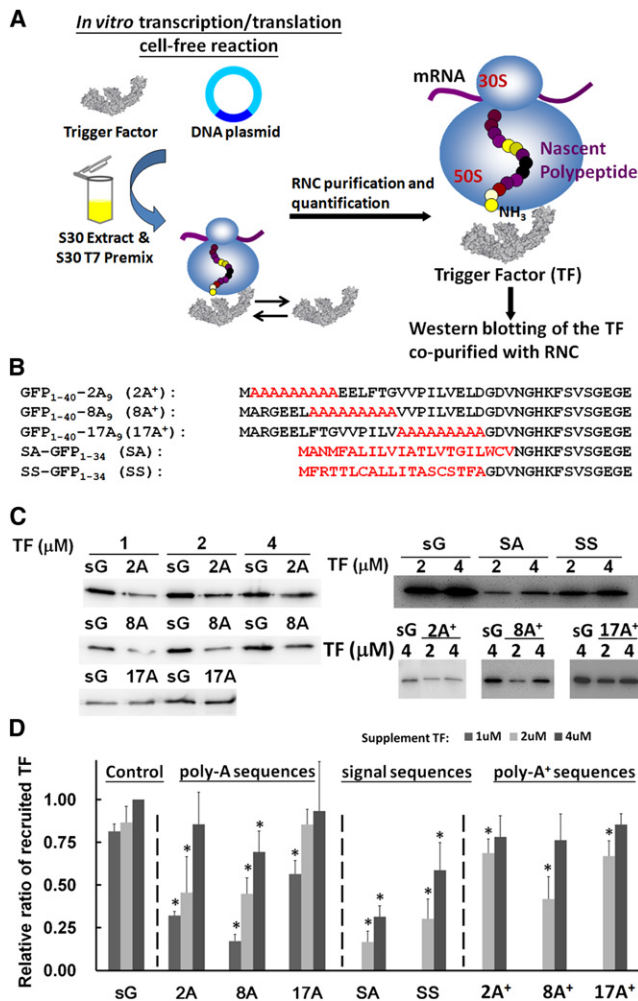 A
In vitro transcription/translation
cell-free reaction
Trigger Factor
DNA plasmid
S30 Extract &
S30 T7 Premix
RNC purification and
quantification
mRNA
30S
50S
Nascent
Polypeptide
NH3
Trigger Factor (TF)
Western blotting of the TF
co-purified with RNC
B
GFP1-40-2A9 (2A+): MAAAAAAAAAEELFTGVVPILVELDGDVNGHKFSVSGEGE
GFP1-40-8A9 (8A+): MARGEELAAAAAAAAAVVPILVELDGDVNGHKFSVSGEGE
GFP1-40-17A9(17A+): MARGEELFTGVVPILVAAAAAAAAAGDVNGHKFSVSGEGE
SA-GFP1-34 (SA): MANMFALILVIATLVTGILWCVNGHKFSVSGEGE
SS-GFP1-34 (SS): MFRTTLCALLITASCSTFAGDVNGHKFSVSGEGE
C
TF (μM) 1 2 4
sG 2A sG 2A sG 2A
sG 8A sG 8A sG 8A
sG 17A sG 17A
sG SA SS
TF (μM) 2 4 2 4 2 4
sG 2A+ sG 8A+ sG 17A+
TF (μM) 4 2 4 4 2 4 4 2 4
D
Supplement TF: 1uM 2uM 4uM
Control poly-A sequences signal sequences poly-A+ sequences
Relative ratio of recruited TF
1.00
0.75
0.50
0.25
0.00
* * * * * * * * * * * * *
sG 2A 8A 17A SA SS 2A+ 8A+ 17A+